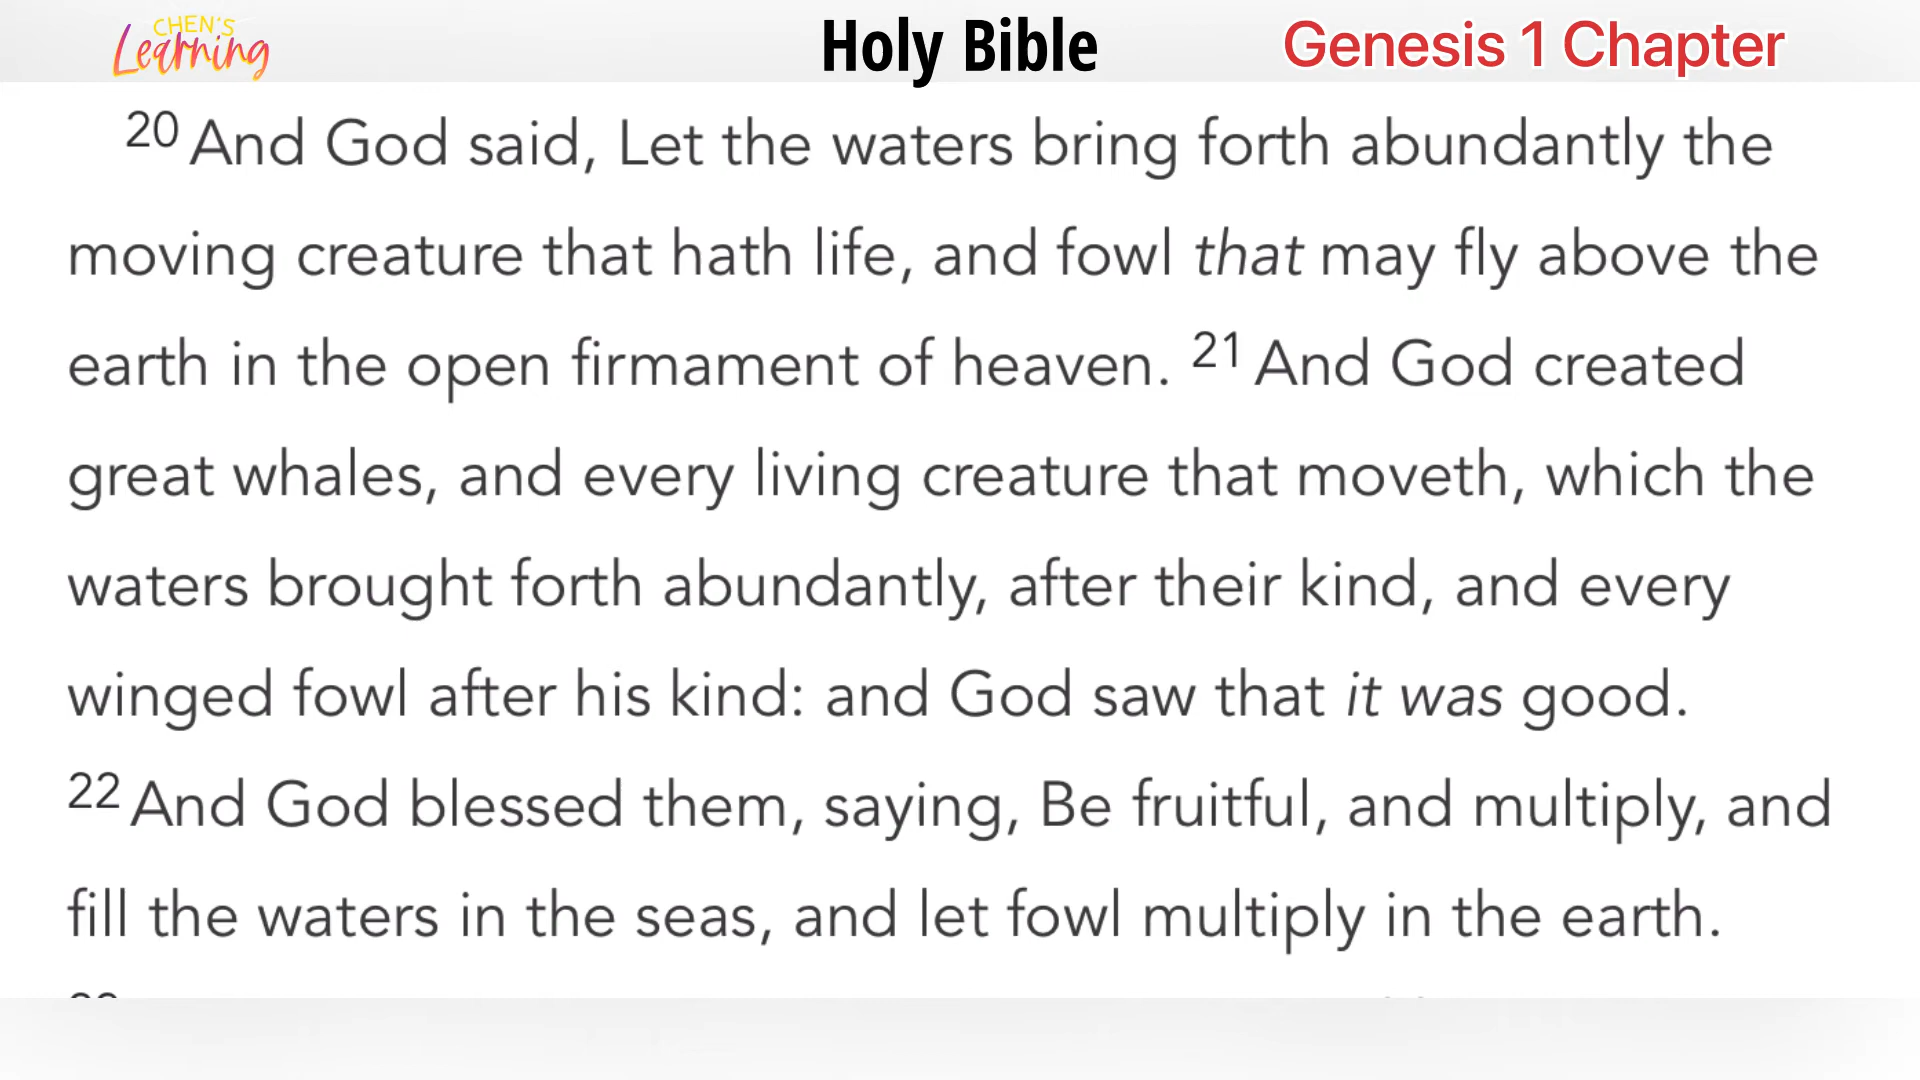 CHEN'S
Learning
Holy Bible
Genesis 1 Chapter
20 And God said, Let the waters bring forth abundantly the
moving creature that hath life, and fowl that may fly above the
earth in the open firmament of heaven. 21 And God created
great whales, and every living creature that moveth, which the
waters brought forth abundantly, after their kind, and every
winged fowl after his kind: and God saw that it was good.
22 And God blessed them, saying, Be fruitful, and multiply, and
fill the waters in the seas, and let fowl multiply in the earth.